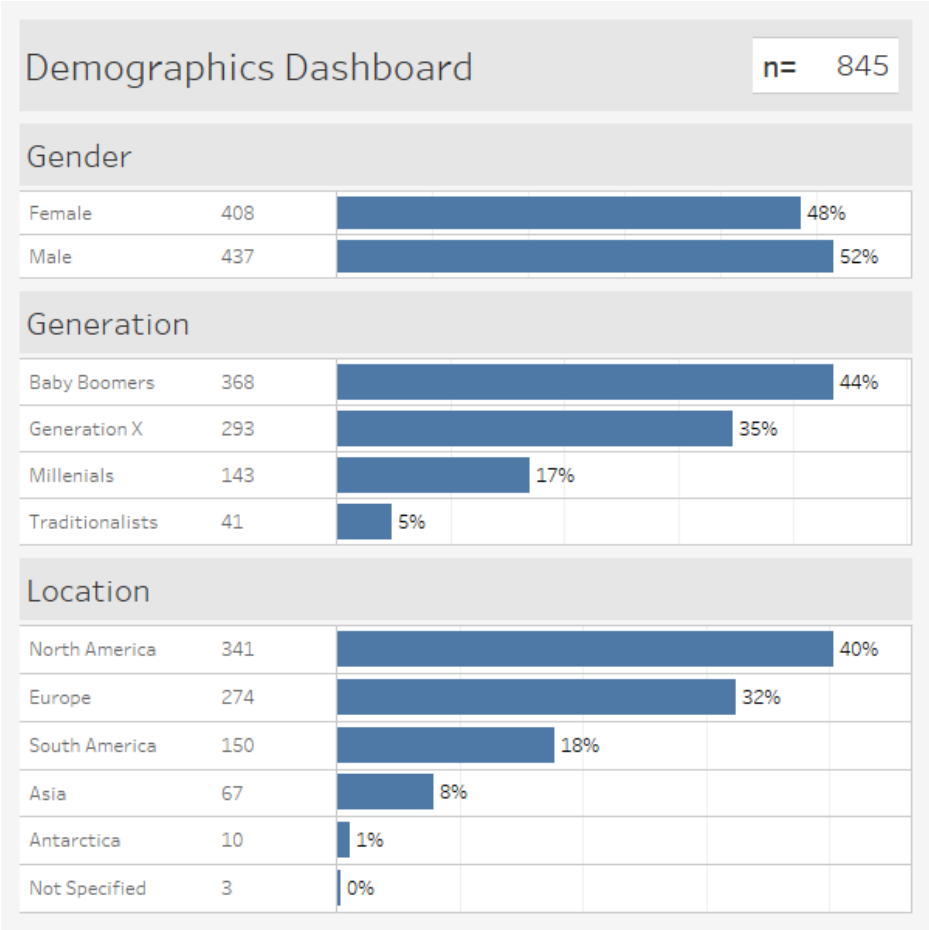 Demographics Dashboard n= 845
Gender
Female 408 48%
Male 437 52%
Generation
Baby Boomers 368 44%
Generation X 293 35%
Millenials 143 17%
Traditionalists 41 5%
Location
North America 341 40%
Europe 274 32%
South America 150 18%
Asia 67 8%
Antarctica 10 1%
Not Specified 3 0%